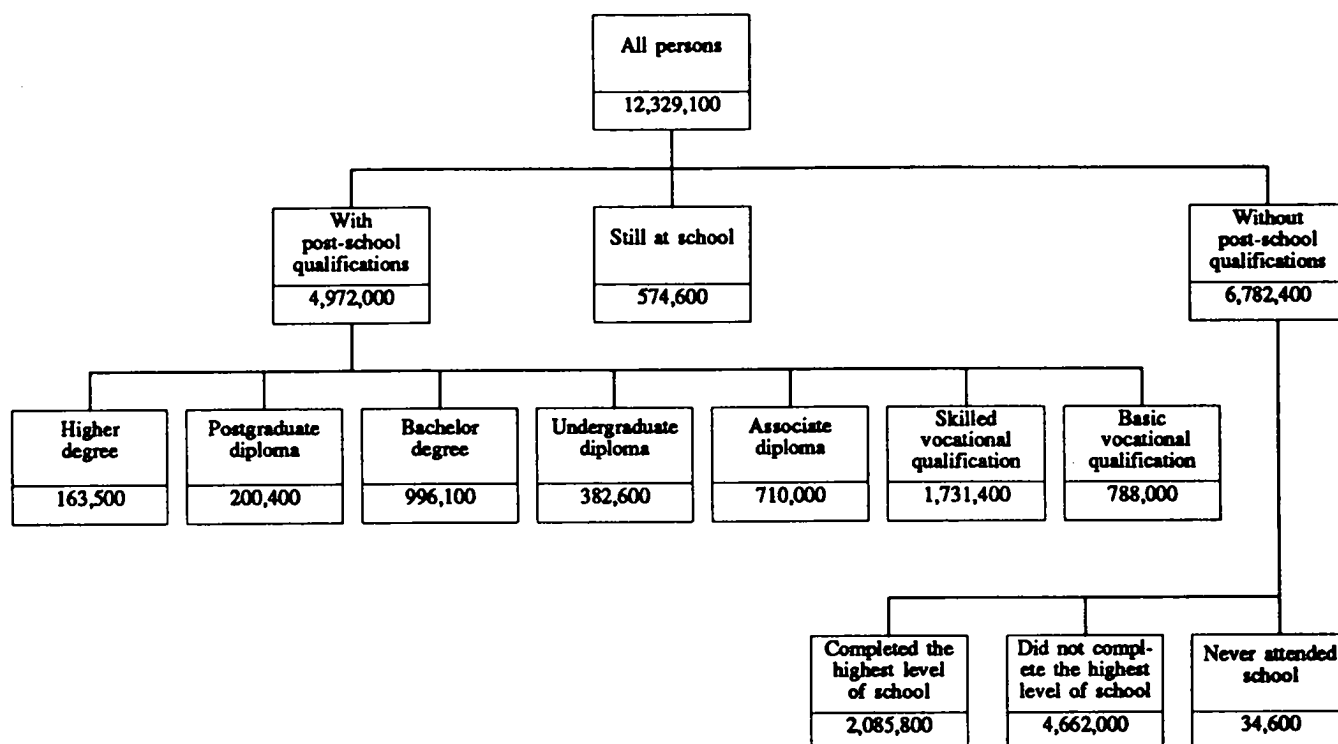 All persons
12,329,100
With
post-school
qualifications
4,972,000
Still at school
574,600
Without
post-school
qualifications
6,782,400
Higher
degree
163,500
Postgraduate
diploma
200,400
Bachelor
degree
996,100
Undergraduate
diploma
382,600
Associate
diploma
710,000
Skilled
vocational
qualification
1,731,400
Basic
vocational
qualification
788,000
Completed the
highest level
of school
2,085,800
Did not compl-
ete the highest
level of school
4,662,000
Never attended
school
34,600